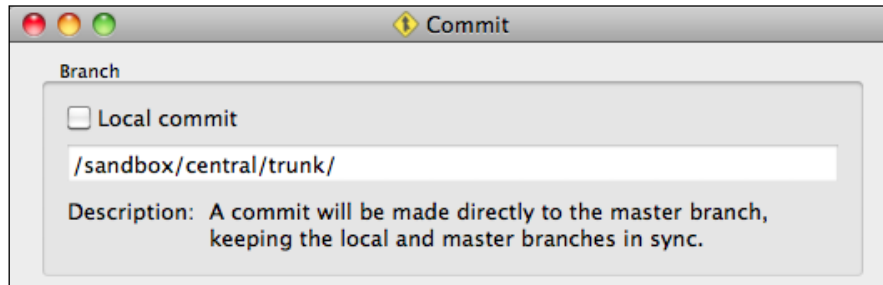 Commit
Branch
Local commit
/sandbox/central/trunk/
Description: A commit will be made directly to the master branch,
keeping the local and master branches in sync.